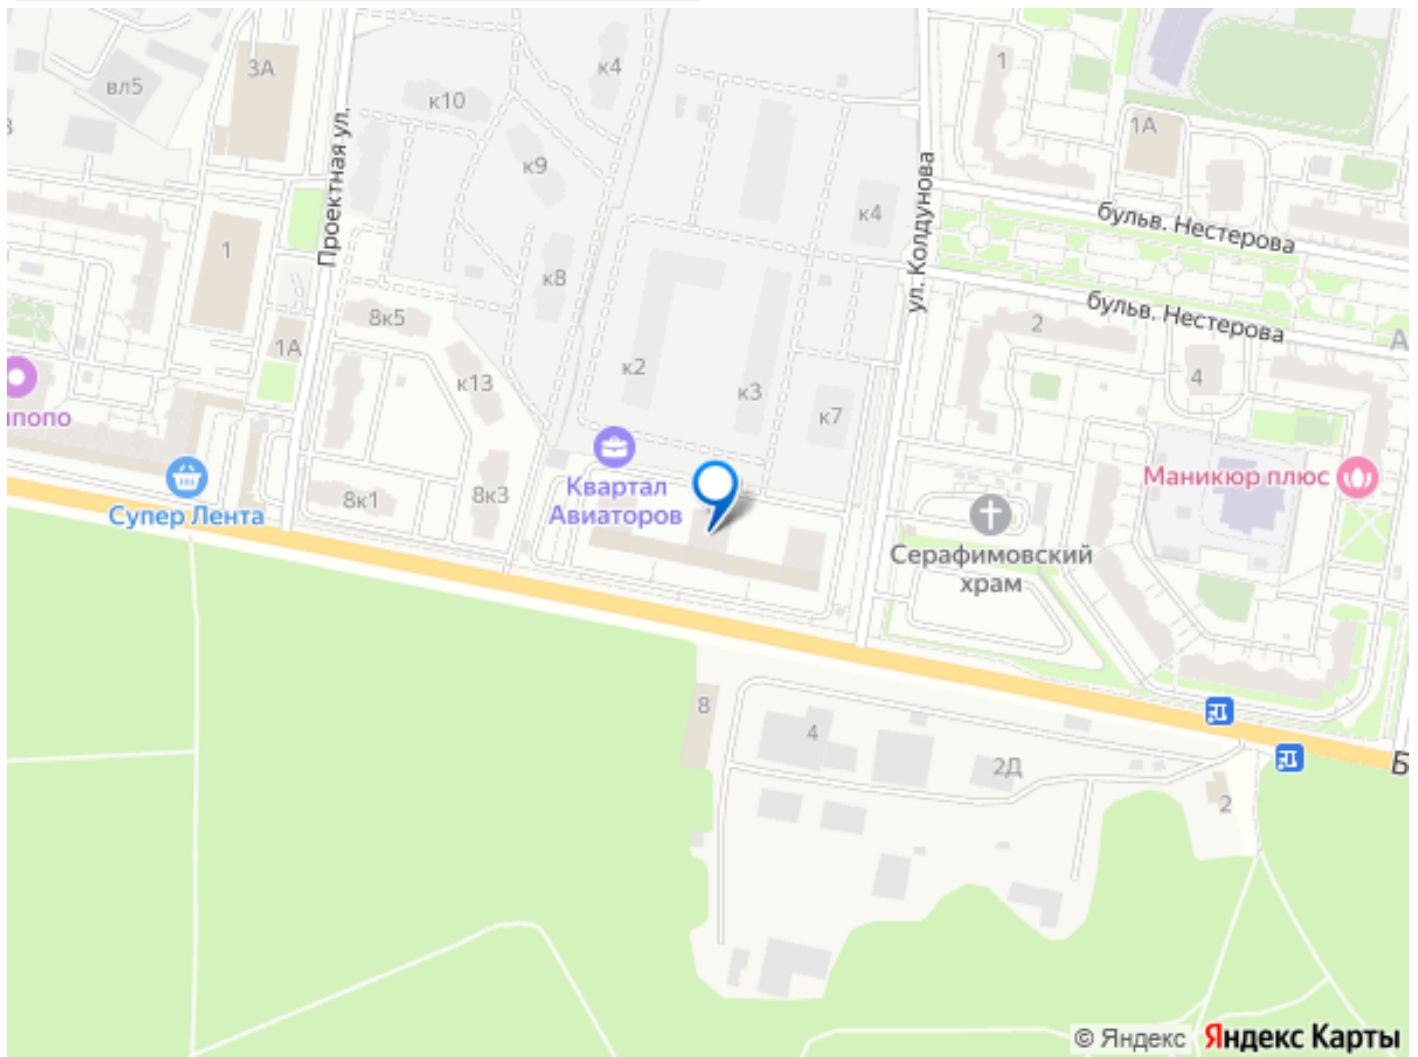 3А
к4
1
вл5
к10
1А
Проектная ул.
к9
ул. Колдунова
к4
бульв. Нестерова
1
к8
бульв. Нестерова
8к5
2
1А
к2
к13
4
к3
к7
Квартал
Авиаторов
Маникюр плюс
Супер Лента
8к1
8к3
Серафимовский
храм
8
4
2Д
2
© Яндекс Яндекс Карты